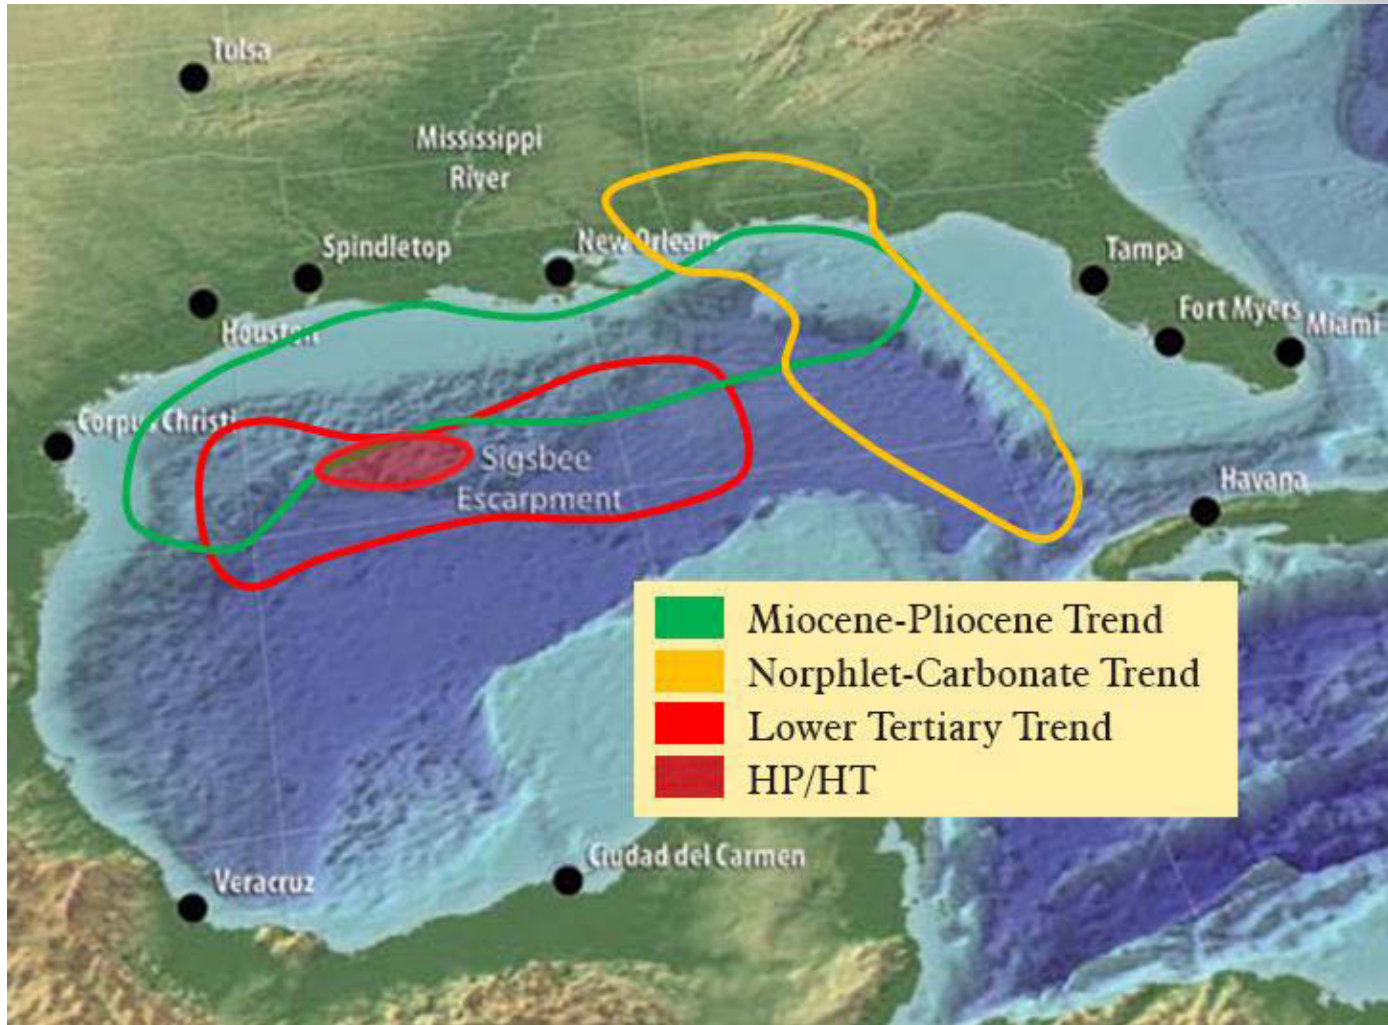 Tulsa
Mississippi
River
Spindletop
New Orleans
Tampa
Houston
Fort Myers
Miami
Corpus Christi
Sigsbee
Escarpment
Havana
Miocene-Pliocene Trend
Norphlet-Carbonate Trend
Lower Tertiary Trend
HP/HT
Ciudad del Carmen
Veracruz